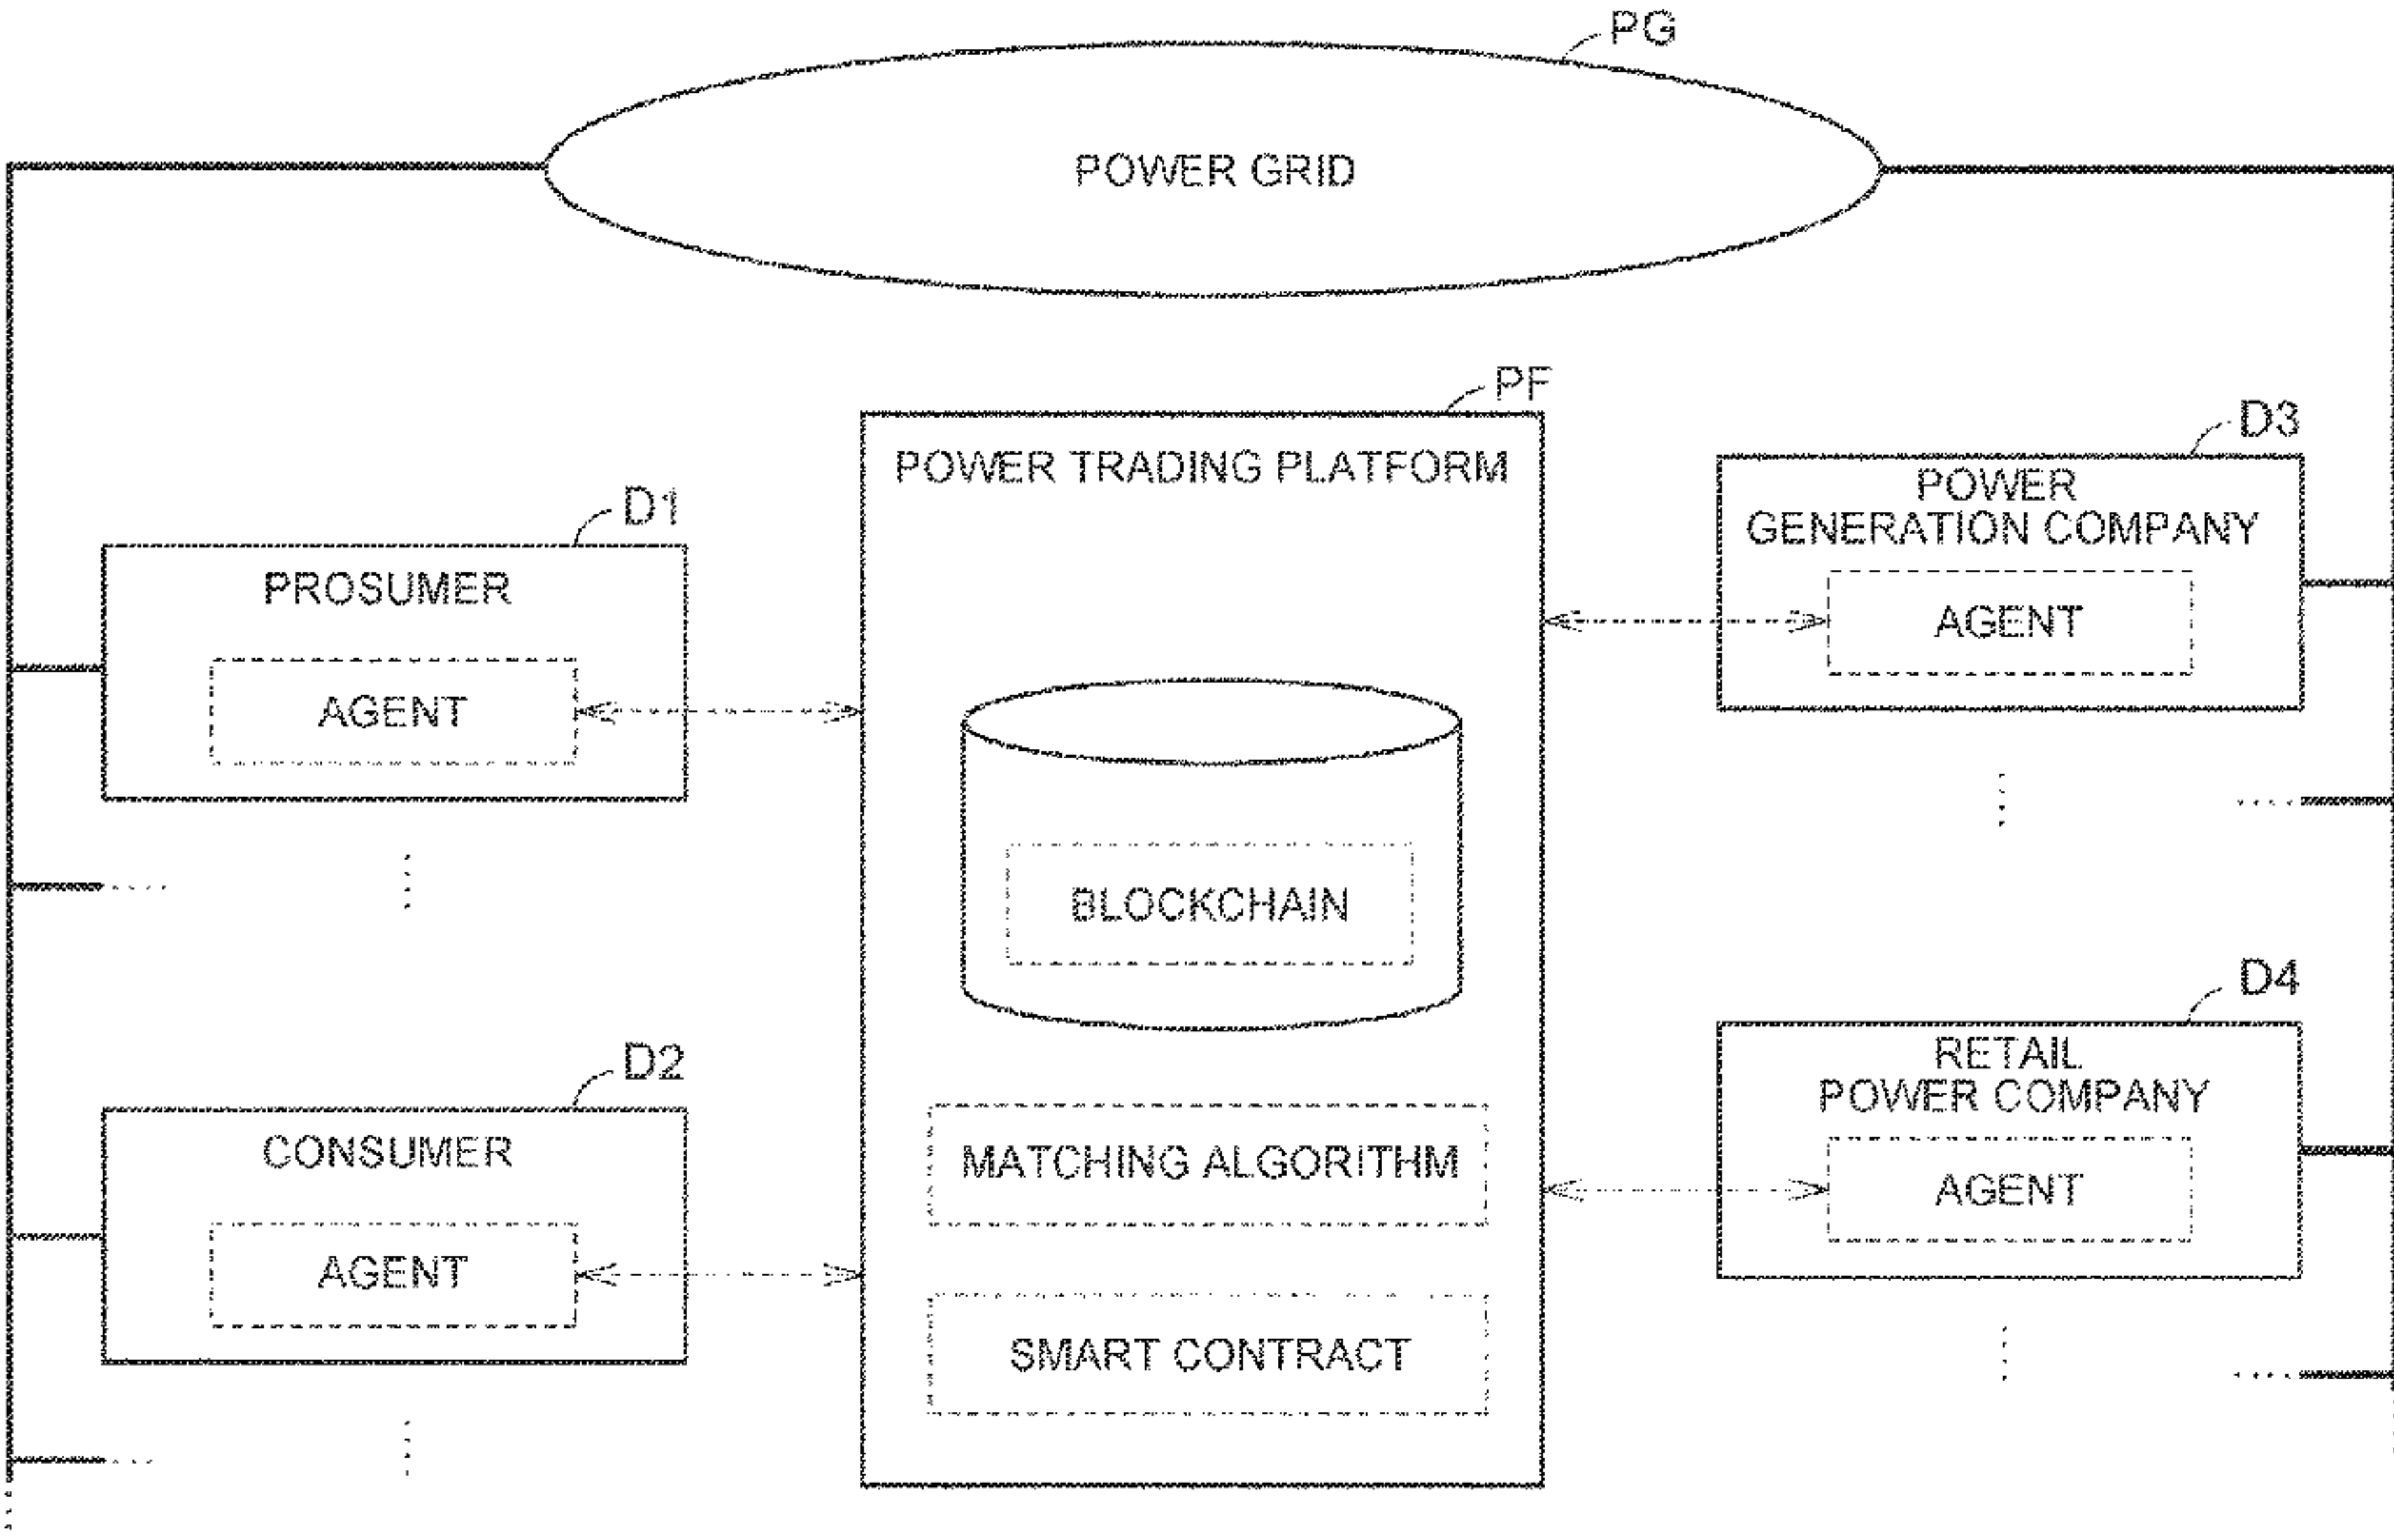 PG
POWER GRID
PF
POWER TRADING PLATFORM
D1
PROSUMER
AGENT
D2
CONSUMER
AGENT
BLOCKCHAIN
MATCHING ALGORITHM
SMART CONTRACT
D3
POWER
GENERATION COMPANY
AGENT
D4
RETAIL
POWER COMPANY
AGENT